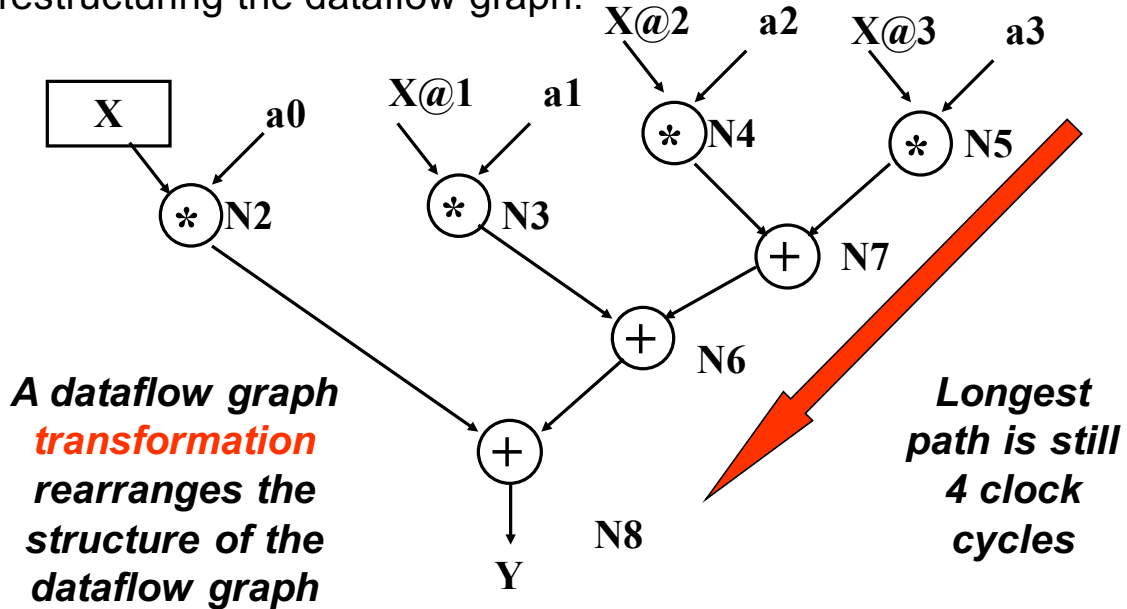 restructuring the dataflow graph.
X@2 a2 X@3 a3
X a0 X@1 a1
* N4 * N5
* N2 * N3
+ N7
+ N6
A dataflow graph
transformation
rearranges the
structure of the
dataflow graph
Longest
path is still
4 clock
cycles
+
N8
Y